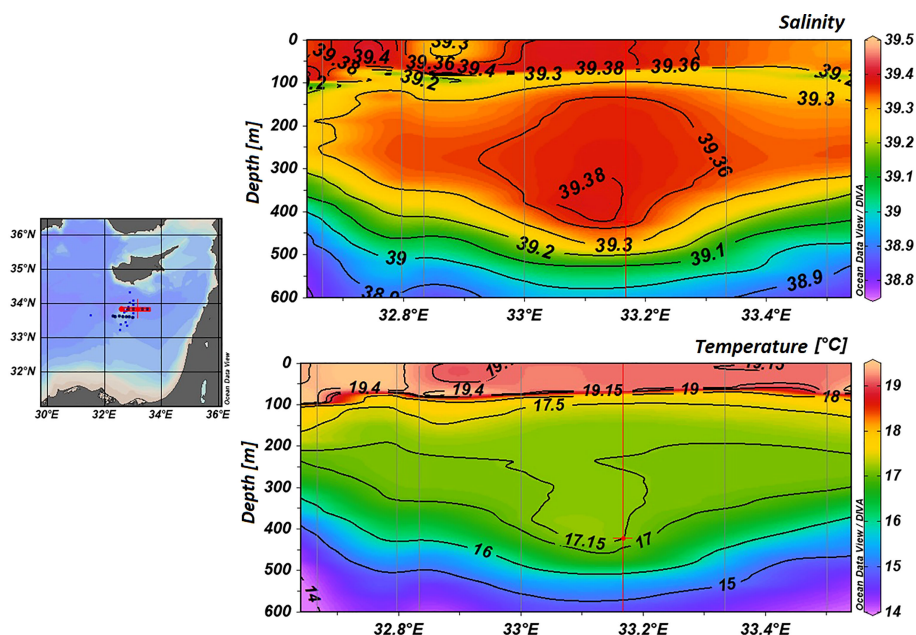 Salinity
0
100
200
300
400
500
600
Depth [m]
39.38
39.4
39.3
39.36
39.4
39.2
39.3
39.38
39.36
39.2
39.3
39.36
39.38
39.2
39.3
39.1
39
38.9
32.8°E
33°E
33.2°E
33.4°E
39.5
39.4
39.3
39.2
39.1
39
38.9
38.8
Ocean Data View / DIVA
36°N
35°N
34°N
33°N
32°N
30°E
32°E
34°E
36°E
Ocean Data View
Temperature [°C]
0
100
200
300
400
500
600
Depth [m]
19.4
19.4
19.15
19
18
17.5
17.15
17
16
15
14
32.8°E
33°E
33.2°E
33.4°E
19
18
17
16
15
14
Ocean Data View / DIVA